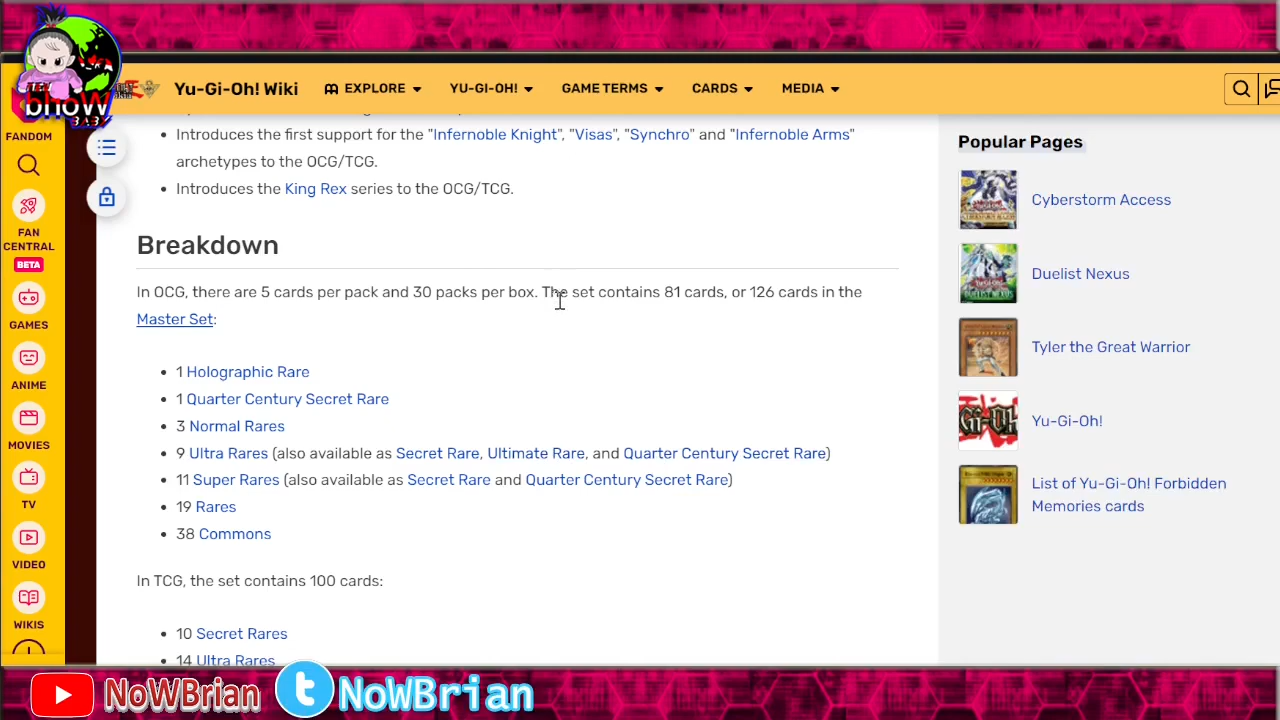 bhOW
BABY
Yu-Gi-Oh! Wiki
EXPLORE
YU-GI-OH!
GAME TERMS
CARDS
MEDIA
FANDOM
FAN CENTRAL
BETA
GAMES
ANIME
MOVIES
TV
VIDEO
WIKIS
Introduces the first support for the "Infernoble Knight", "Visas", "Synchro" and "Infernoble Arms"
archetypes to the OCG/TCG.
Introduces the King Rex series to the OCG/TCG.
Breakdown
In OCG, there are 5 cards per pack and 30 packs per box. The set contains 81 cards, or 126 cards in the
Master Set:
1 Holographic Rare
1 Quarter Century Secret Rare
3 Normal Rares
9 Ultra Rares (also available as Secret Rare, Ultimate Rare, and Quarter Century Secret Rare)
11 Super Rares (also available as Secret Rare and Quarter Century Secret Rare)
19 Rares
38 Commons
In TCG, the set contains 100 cards:
10 Secret Rares
14 Ultra Rares
Popular Pages
Cyberstorm Access
Duelist Nexus
Tyler the Great Warrior
Yu-Gi-Oh!
List of Yu-Gi-Oh! Forbidden
Memories cards
NoWBrian
NoWBrian